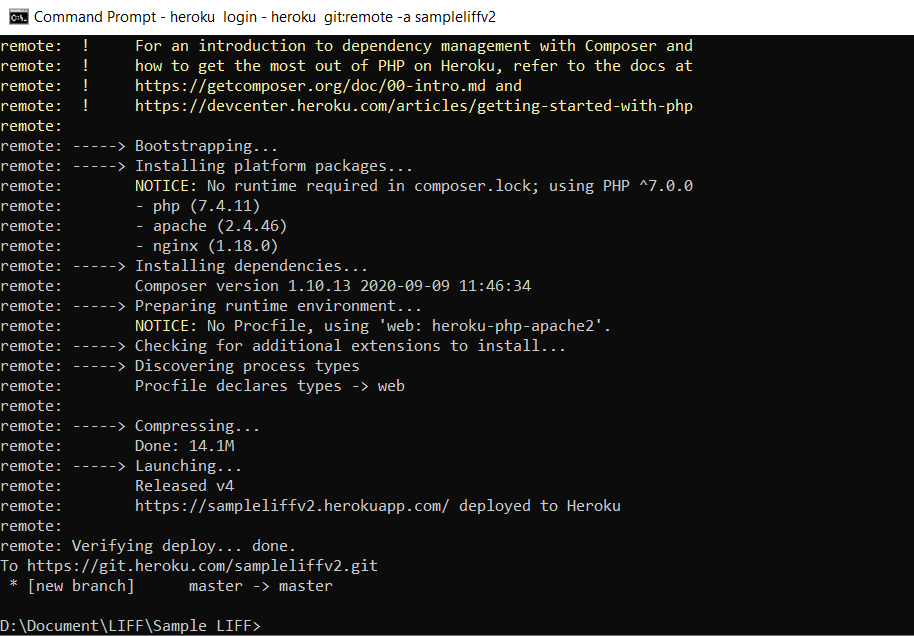 Command Prompt - heroku  login - heroku  git:remote -a sampleliffv2
remote:  !     For an introduction to dependency management with Composer and
remote:  !     how to get the most out of PHP on Heroku, refer to the docs at
remote:  !     https://getcomposer.org/doc/00-intro.md and
remote:  !     https://devcenter.heroku.com/articles/getting-started-with-php
remote:
remote: -----> Bootstrapping...
remote: -----> Installing platform packages...
remote:        NOTICE: No runtime required in composer.lock; using PHP ^7.0.0
remote:        - php (7.4.11)
remote:        - apache (2.4.46)
remote:        - nginx (1.18.0)
remote: -----> Installing dependencies...
remote:        Composer version 1.10.13 2020-09-09 11:46:34
remote: -----> Preparing runtime environment...
remote:        NOTICE: No Procfile, using 'web: heroku-php-apache2'.
remote: -----> Checking for additional extensions to install...
remote: -----> Discovering process types
remote:        Procfile declares types -> web
remote:
remote: -----> Compressing...
remote:        Done: 14.1M
remote: -----> Launching...
remote:        Released v4
remote:        https://sampleliffv2.herokuapp.com/ deployed to Heroku
remote:
remote: Verifying deploy... done.
To https://git.heroku.com/sampleliffv2.git
 * [new branch]      master -> master
D:\Document\LIFF\Sample LIFF>